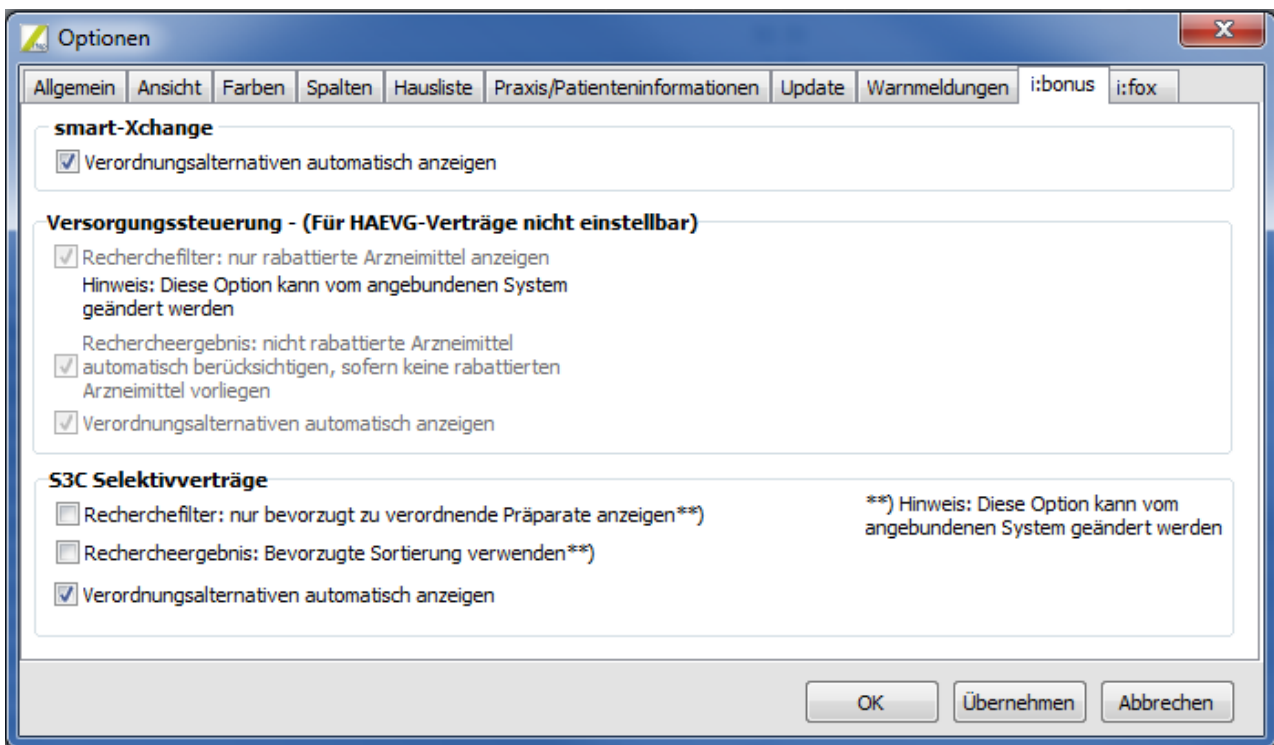 Optionen
Allgemein Ansicht Farben Spalten Hausliste Praxis/Patienteninformationen Update Warnmeldungen i:bonus i:fox
smart-Xchange
Verordnungsalternativen automatisch anzeigen
Versorgungssteuerung - (Für HAEVG-Verträge nicht einstellbar)
Recherchefilter: nur rabattierte Arzneimittel anzeigen
Hinweis: Diese Option kann vom angebundenen System
geändert werden
Rechercheergebnis: nicht rabattierte Arzneimittel
automatisch berücksichtigen, sofern keine rabattierten
Arzneimittel vorliegen
Verordnungsalternativen automatisch anzeigen
S3C Selektivverträge
Recherchefilter: nur bevorzugt zu verordnende Präparate anzeigen**)
Rechercheergebnis: Bevorzugte Sortierung verwenden**)
Verordnungsalternativen automatisch anzeigen
**) Hinweis: Diese Option kann vom
angebundenen System geändert werden
OK Übernehmen Abbrechen